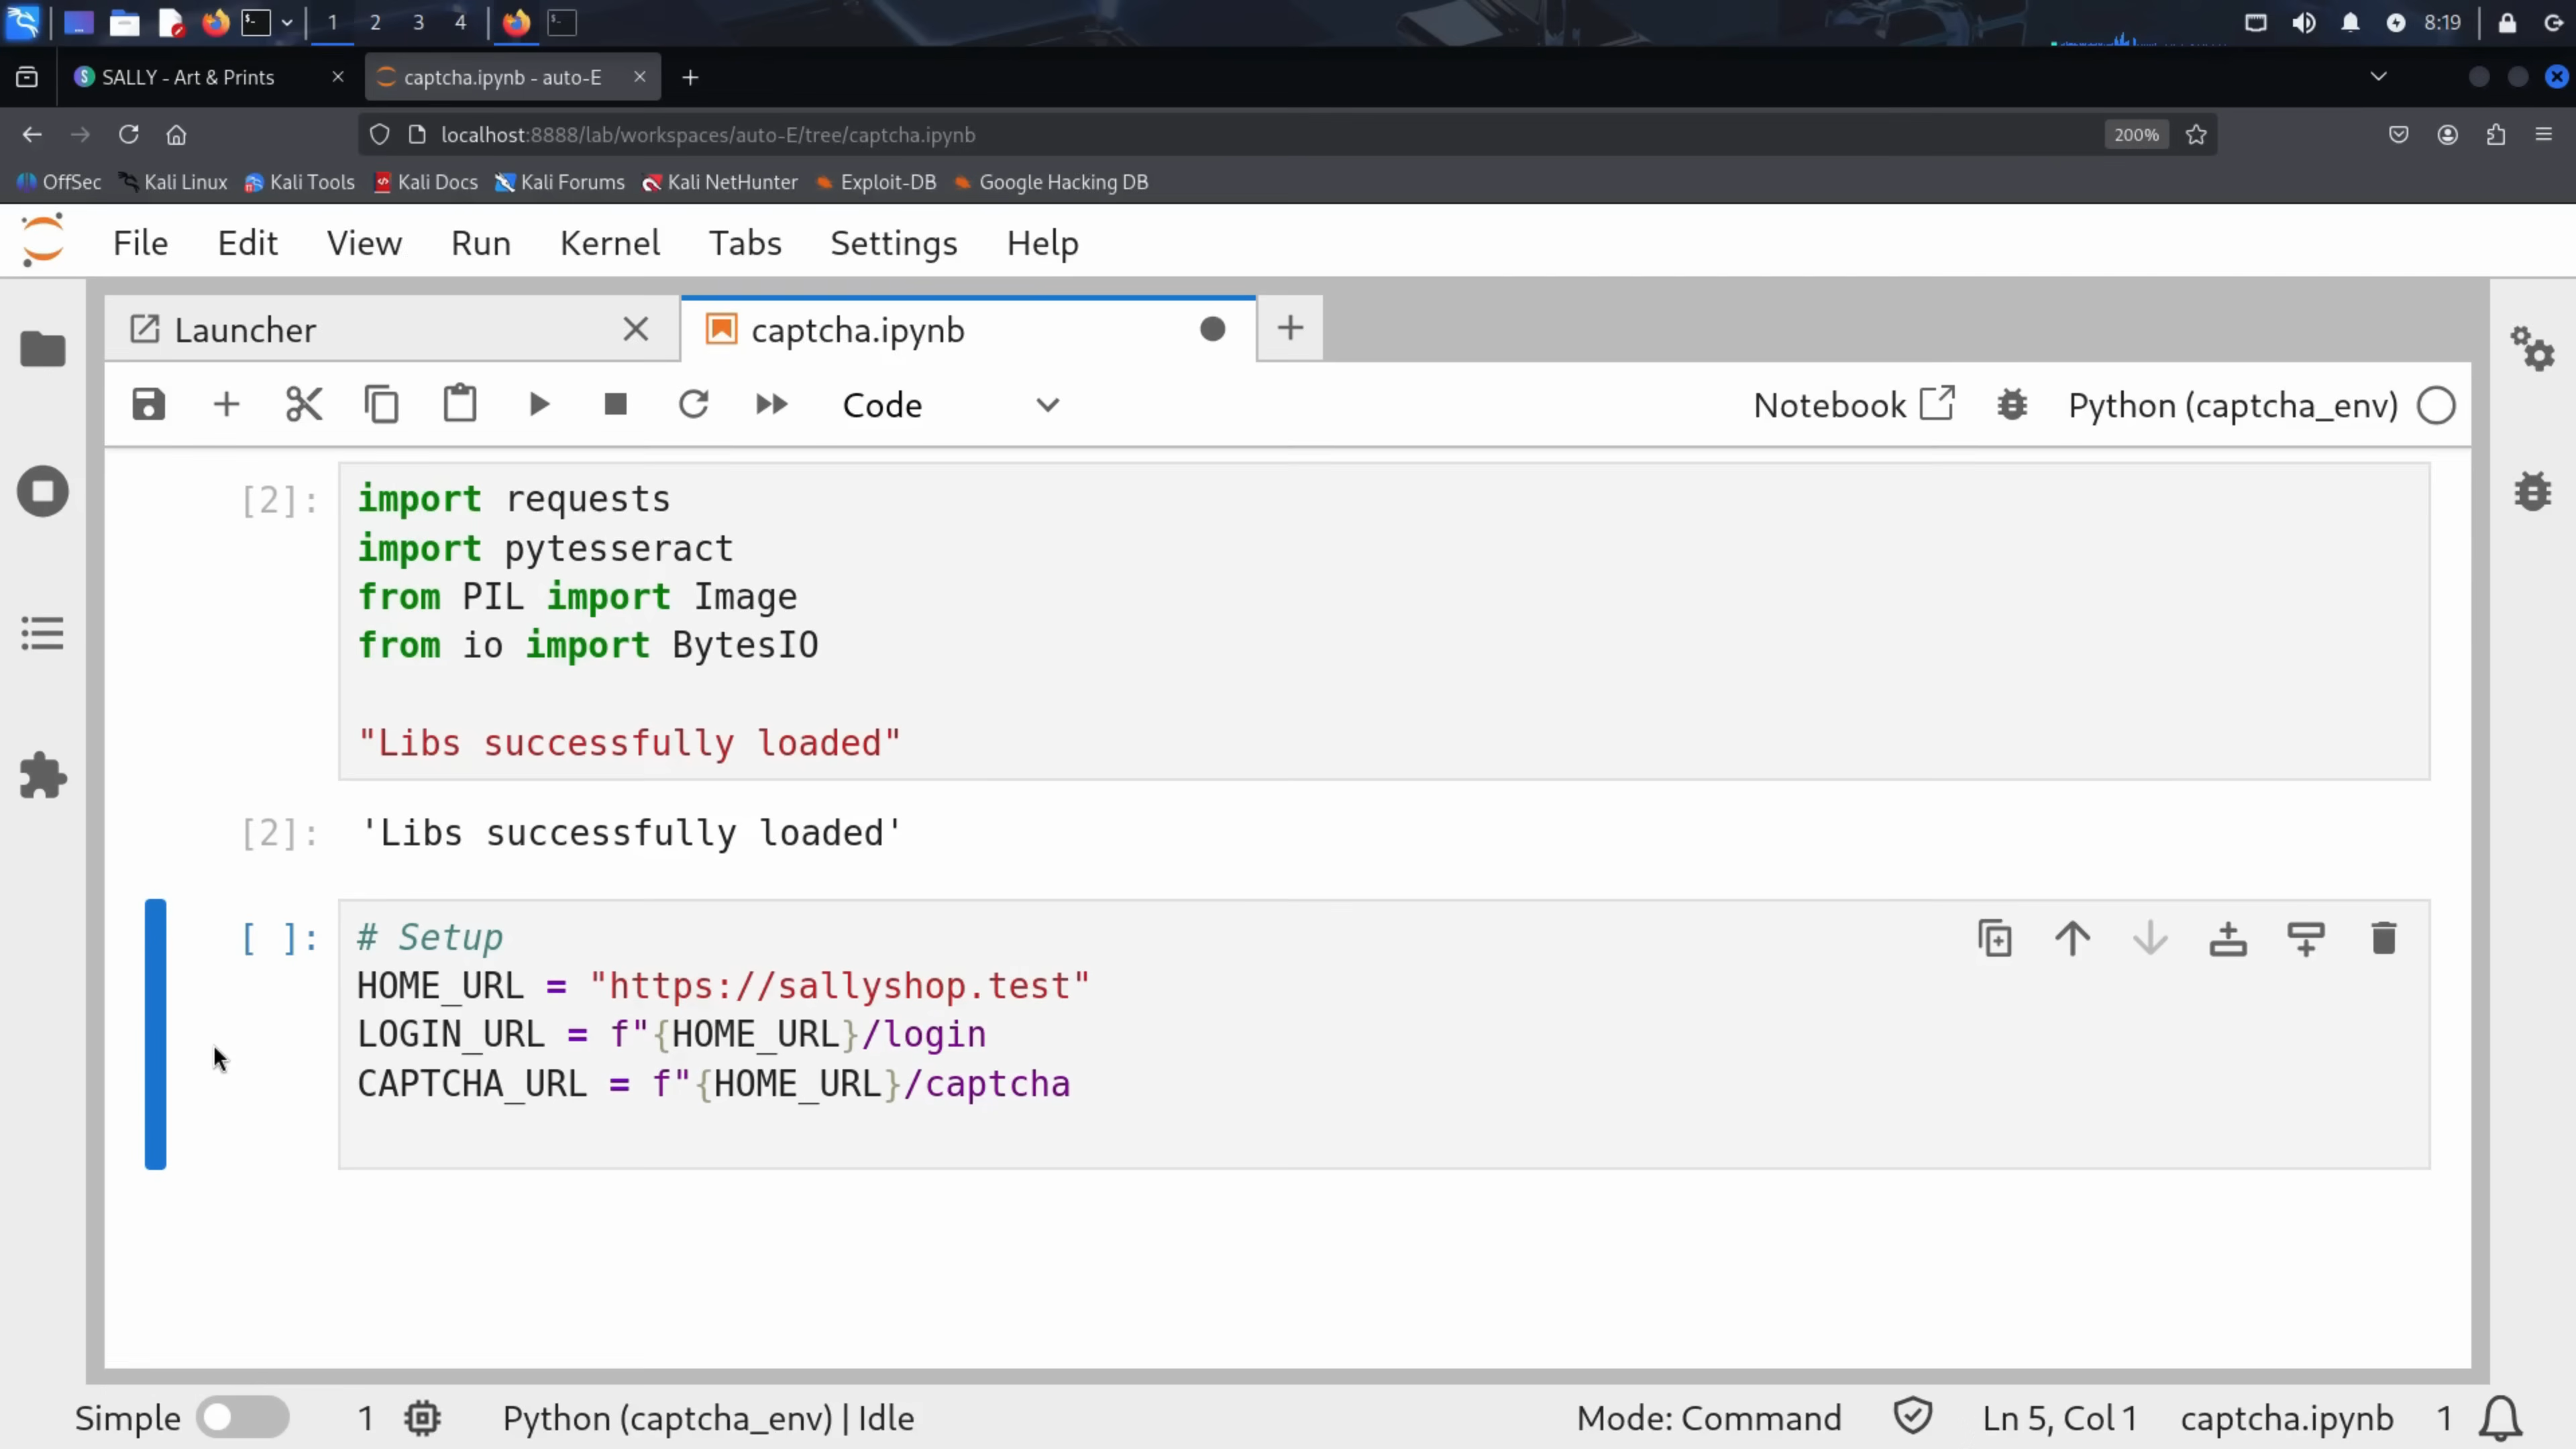 1 2 3 4 8:19
SALLY - Art & Prints captcha.ipynb - auto-E
localhost:8888/lab/workspaces/auto-E/tree/captcha.ipynb 200%
OffSec Kali Linux Kali Tools Kali Docs Kali Forums Kali NetHunter Exploit-DB Google Hacking DB
File Edit View Run Kernel Tabs Settings Help
Launcher captcha.ipynb
Code Notebook Python (captcha_env)
[2]: import requests
import pytesseract
from PIL import Image
from io import BytesIO
"Libs successfully loaded"
[2]: 'Libs successfully loaded'
[ ]: # Setup
HOME_URL = "https://sallyshop.test"
LOGIN_URL = f"{HOME_URL}/login
CAPTCHA_URL = f"{HOME_URL}/captcha
Simple 1 Python (captcha_env) | Idle Mode: Command Ln 5, Col 1 captcha.ipynb 1